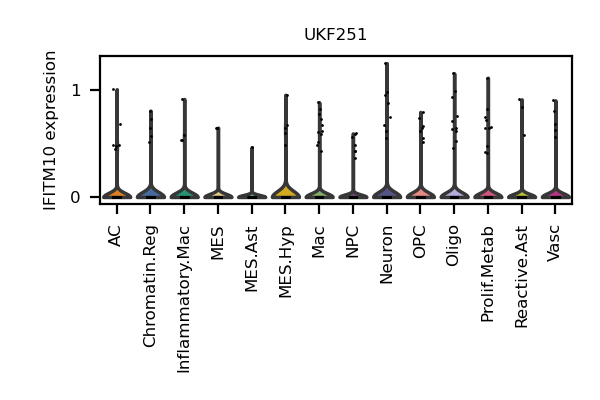 UKF251
IFITM10 expression
1
0
AC
Chromatin.Reg
Inflammatory.Mac
MES
MES.Ast
MES.Hyp
Mac
NPC
Neuron
OPC
Oligo
Prolif.Metab
Reactive.Ast
Vasc